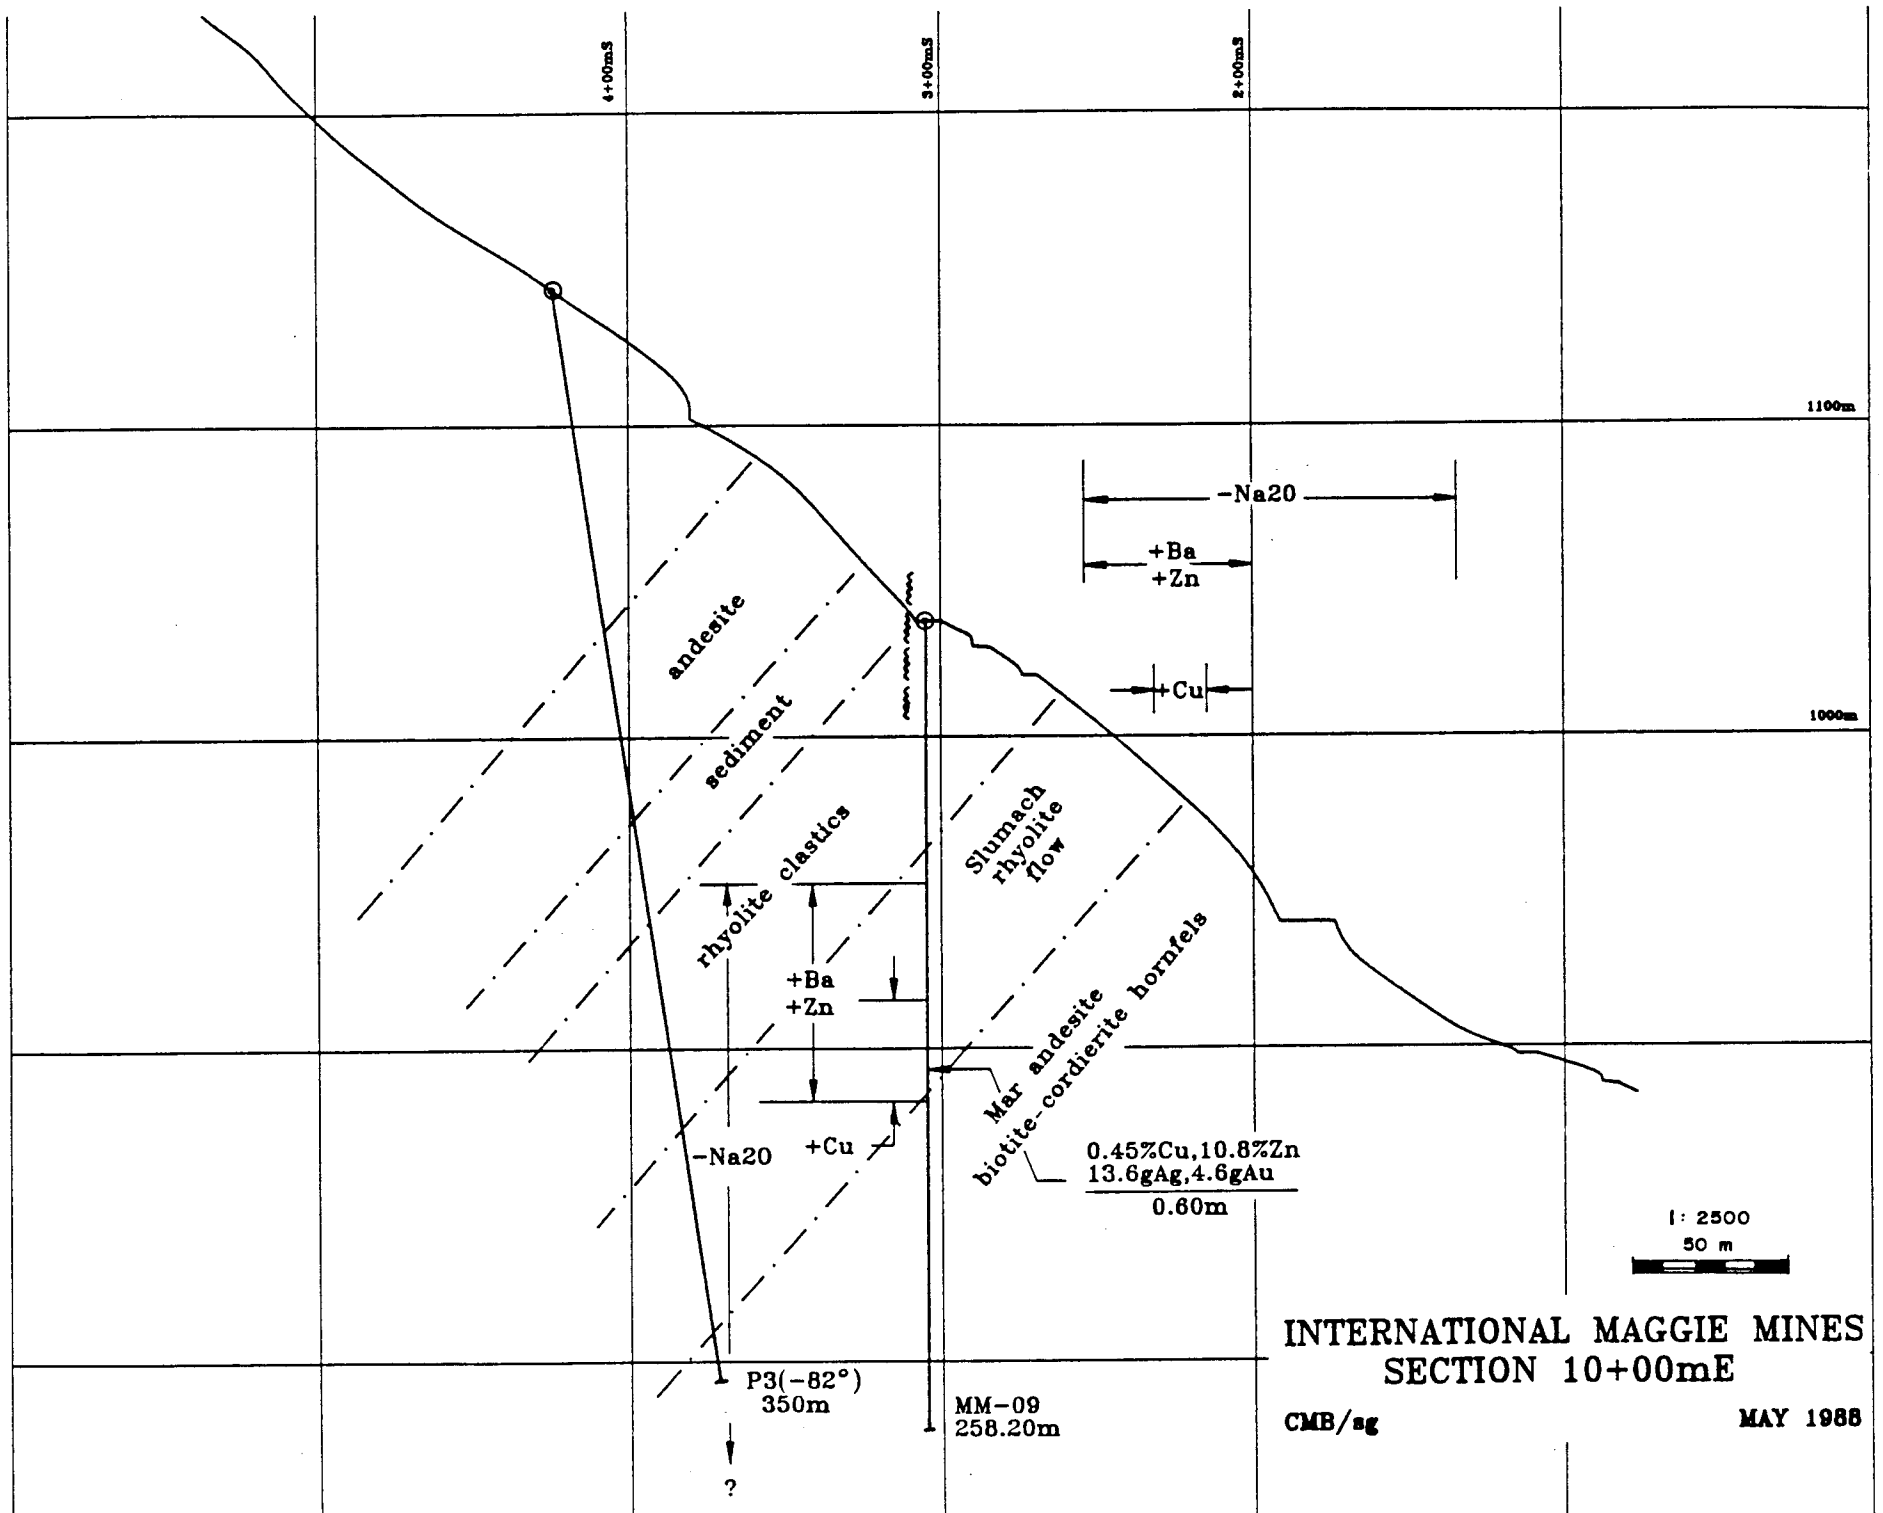 4+00mS
3+00mS
2+00mS
1100m
-Na20
+Ba
+Zn
+Cu
1000m
andesite
sediment
rhyolite clastics
Slumach
rhyolite
flow
Mar andesite
biotite-cordierite hornfels
+Ba
+Zn
+Cu
-Na20
0.45%Cu,10.8%Zn
13.6gAg,4.6gAu
0.60m
1: 2500
50 m
P3(-82°)
350m
MM-09
258.20m
?
INTERNATIONAL MAGGIE MINES
SECTION 10+00mE
CMB/sg
MAY 1988